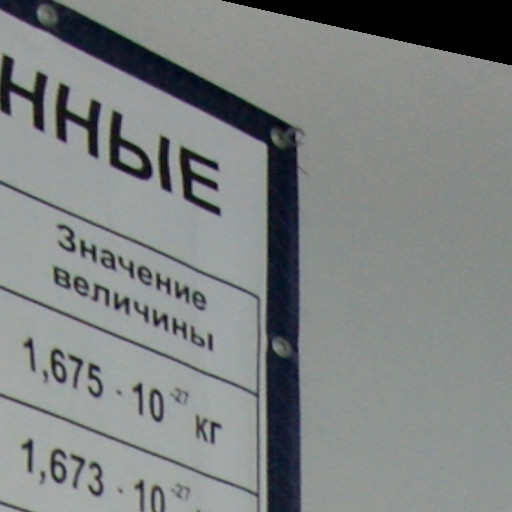 ННЫЕ
Значение
величины
1,675 · 10⁻²⁷ кг
1,673 · 10⁻²⁷